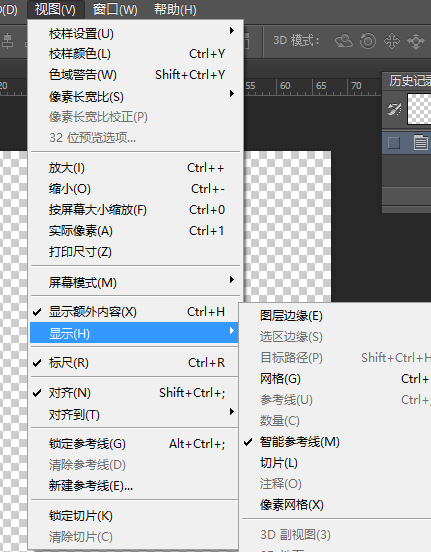 D)  视图(V)  窗口(W)  帮助(H)
校样设置(U)
校样颜色(L)  Ctrl+Y
色域警告(W)  Shift+Ctrl+Y
像素长宽比(S)
像素长宽比校正(P)
32 位预览选项...
放大(I)  Ctrl++
缩小(O)  Ctrl+-
按屏幕大小缩放(F)  Ctrl+0
实际像素(A)  Ctrl+1
打印尺寸(Z)
屏幕模式(M)
显示额外内容(X)  Ctrl+H
显示(H)
标尺(R)  Ctrl+R
对齐(N)  Shift+Ctrl+;
对齐到(T)
锁定参考线(G)  Alt+Ctrl+;
清除参考线(D)
新建参考线(E)...
锁定切片(K)
清除切片(C)
3D 模式：
历史记录
20  55  60  65
图层边缘(E)
选区边缘(S)
目标路径(P)  Shift+Ctrl+H
网格(G)  Ctrl+
参考线(U)  Ctrl+;
数量(C)
智能参考线(M)
切片(L)
注释(O)
像素网格(X)
3D 副视图(3)